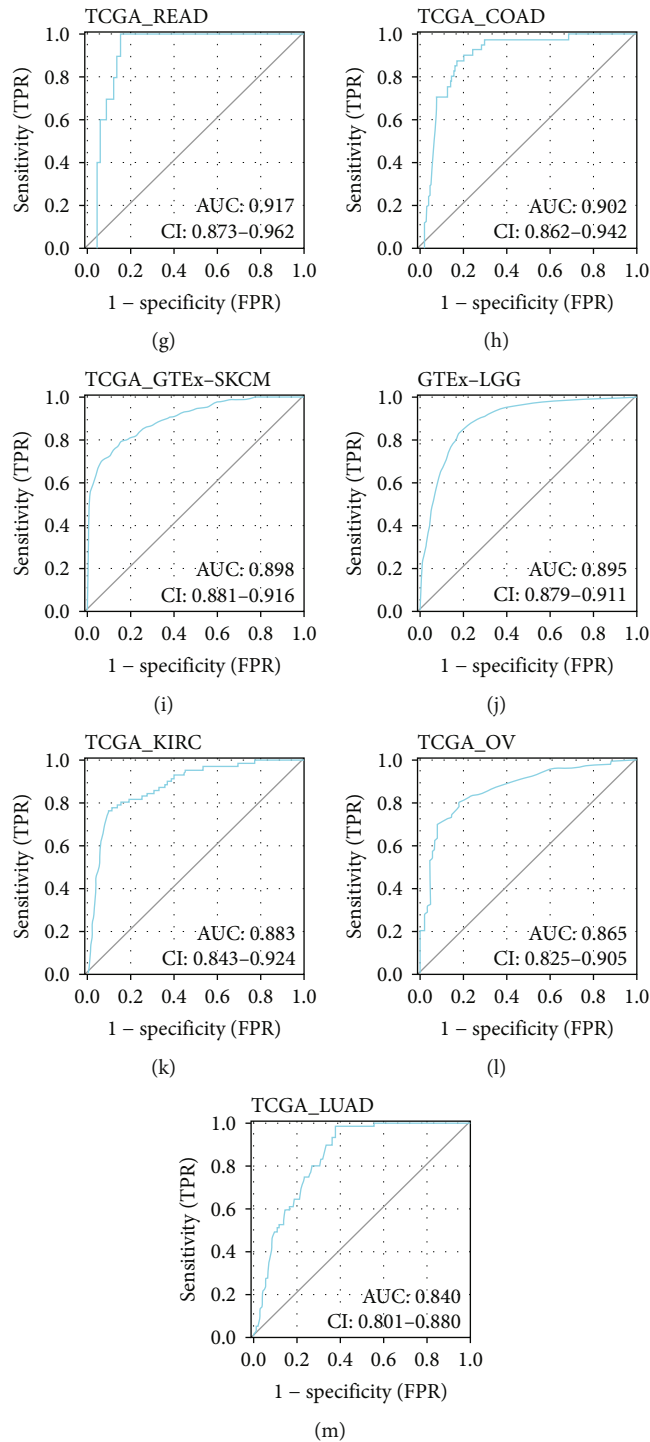 TCGA_READ
1.0
0.8
0.6
0.4
0.2
0.0
Sensitivity (TPR)
AUC: 0.917
CI: 0.873–0.962
0.0 0.2 0.4 0.6 0.8 1.0
1 – specificity (FPR)
(g)
TCGA_COAD
1.0
0.8
0.6
0.4
0.2
0.0
Sensitivity (TPR)
AUC: 0.902
CI: 0.862–0.942
0.0 0.2 0.4 0.6 0.8 1.0
1 – specificity (FPR)
(h)
TCGA_GTEx–SKCM
1.0
0.8
0.6
0.4
0.2
0.0
Sensitivity (TPR)
AUC: 0.898
CI: 0.881–0.916
0.0 0.2 0.4 0.6 0.8 1.0
1 – specificity (FPR)
(i)
GTEx–LGG
1.0
0.8
0.6
0.4
0.2
0.0
Sensitivity (TPR)
AUC: 0.895
CI: 0.879–0.911
0.0 0.2 0.4 0.6 0.8 1.0
1 – specificity (FPR)
(j)
TCGA_KIRC
1.0
0.8
0.6
0.4
0.2
0.0
Sensitivity (TPR)
AUC: 0.883
CI: 0.843–0.924
0.0 0.2 0.4 0.6 0.8 1.0
1 – specificity (FPR)
(k)
TCGA_OV
1.0
0.8
0.6
0.4
0.2
0.0
Sensitivity (TPR)
AUC: 0.865
CI: 0.825–0.905
0.0 0.2 0.4 0.6 0.8 1.0
1 – specificity (FPR)
(l)
TCGA_LUAD
1.0
0.8
0.6
0.4
0.2
0.0
Sensitivity (TPR)
AUC: 0.840
CI: 0.801–0.880
0.0 0.2 0.4 0.6 0.8 1.0
1 – specificity (FPR)
(m)